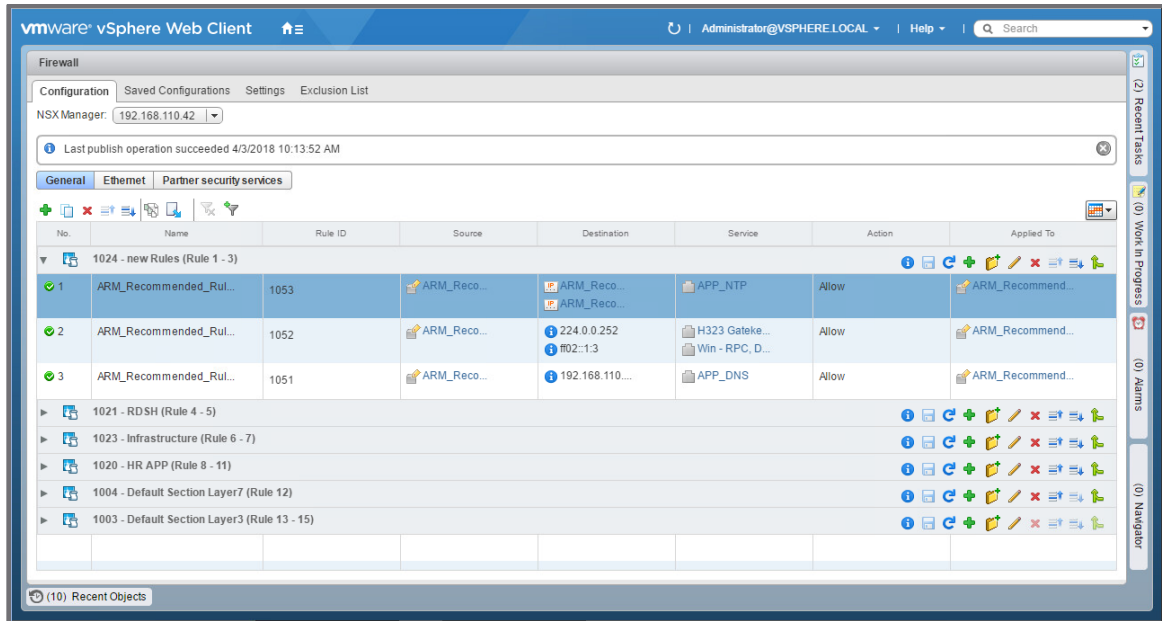 vmware® vSphere Web Client
Administrator@VSPHERE.LOCAL | Help | Search
Firewall
Configuration Saved Configurations Settings Exclusion List
NSX Manager: 192.168.110.42
Last publish operation succeeded 4/3/2018 10:13:52 AM
General Ethernet Partner security services
No. Name Rule ID Source Destination Service Action Applied To
1024 - new Rules (Rule 1 - 3)
1 ARM_Recommended_Rul... 1053 ARM_Reco... ARM_Reco... APP_NTP Allow ARM_Recommend...
ARM_Reco...
2 ARM_Recommended_Rul... 1052 ARM_Reco... 224.0.0.252 H323 Gateke... Allow ARM_Recommend...
ff02::1:3 Win - RPC, D...
3 ARM_Recommended_Rul... 1051 ARM_Reco... 192.168.110.... APP_DNS Allow ARM_Recommend...
1021 - RDSH (Rule 4 - 5)
1023 - Infrastructure (Rule 6 - 7)
1020 - HR APP (Rule 8 - 11)
1004 - Default Section Layer7 (Rule 12)
1003 - Default Section Layer3 (Rule 13 - 15)
(10) Recent Objects
(2) Recent Tasks
(0) Work In Progress
(0) Alarms
(0) Navigator